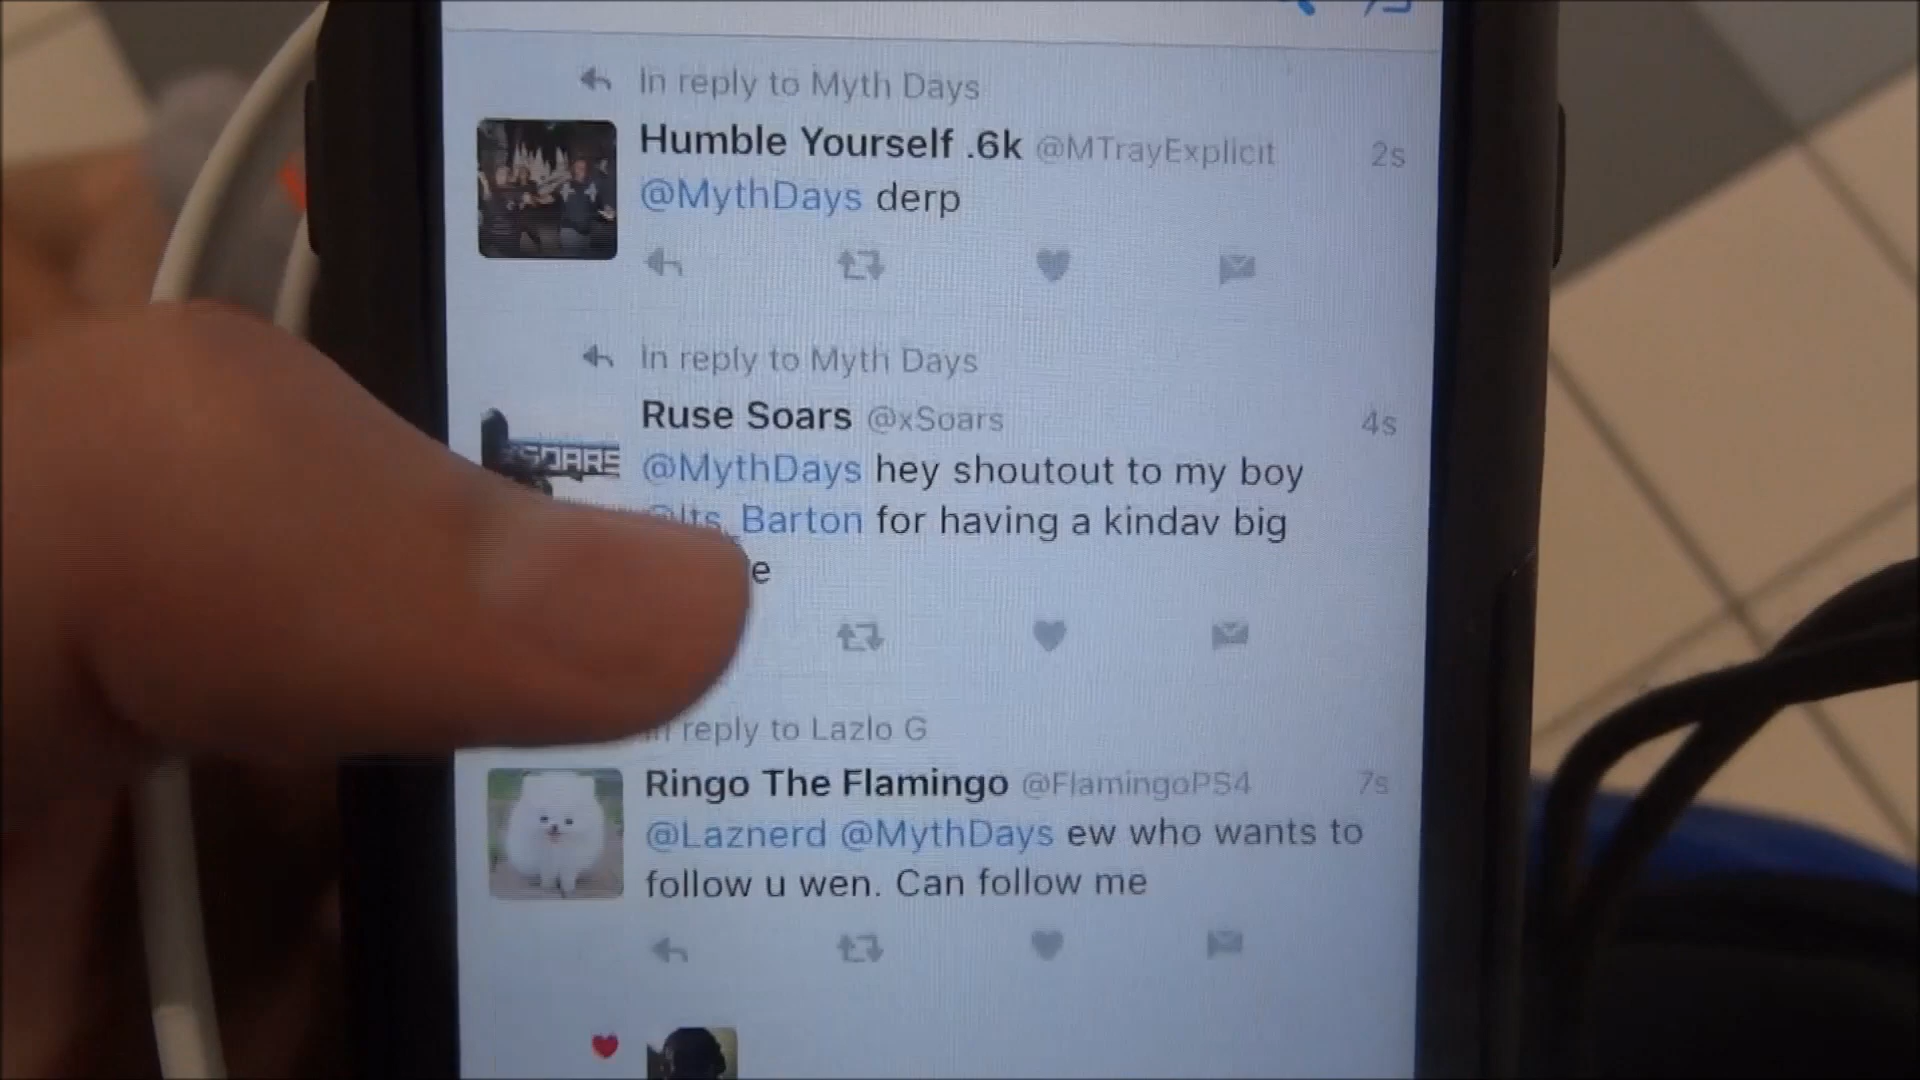 In reply to Myth Days
Humble Yourself .6k @MTrayExplicit 2s
@MythDays derp
In reply to Myth Days
Ruse Soars @xSoars 4s
SOARS
@MythDays hey shoutout to my boy
@Its_Barton for having a kindav big
In reply to Lazlo G
Ringo The Flamingo @FlamingoPS4 7s
@Laznerd @MythDays ew who wants to
follow u wen. Can follow me